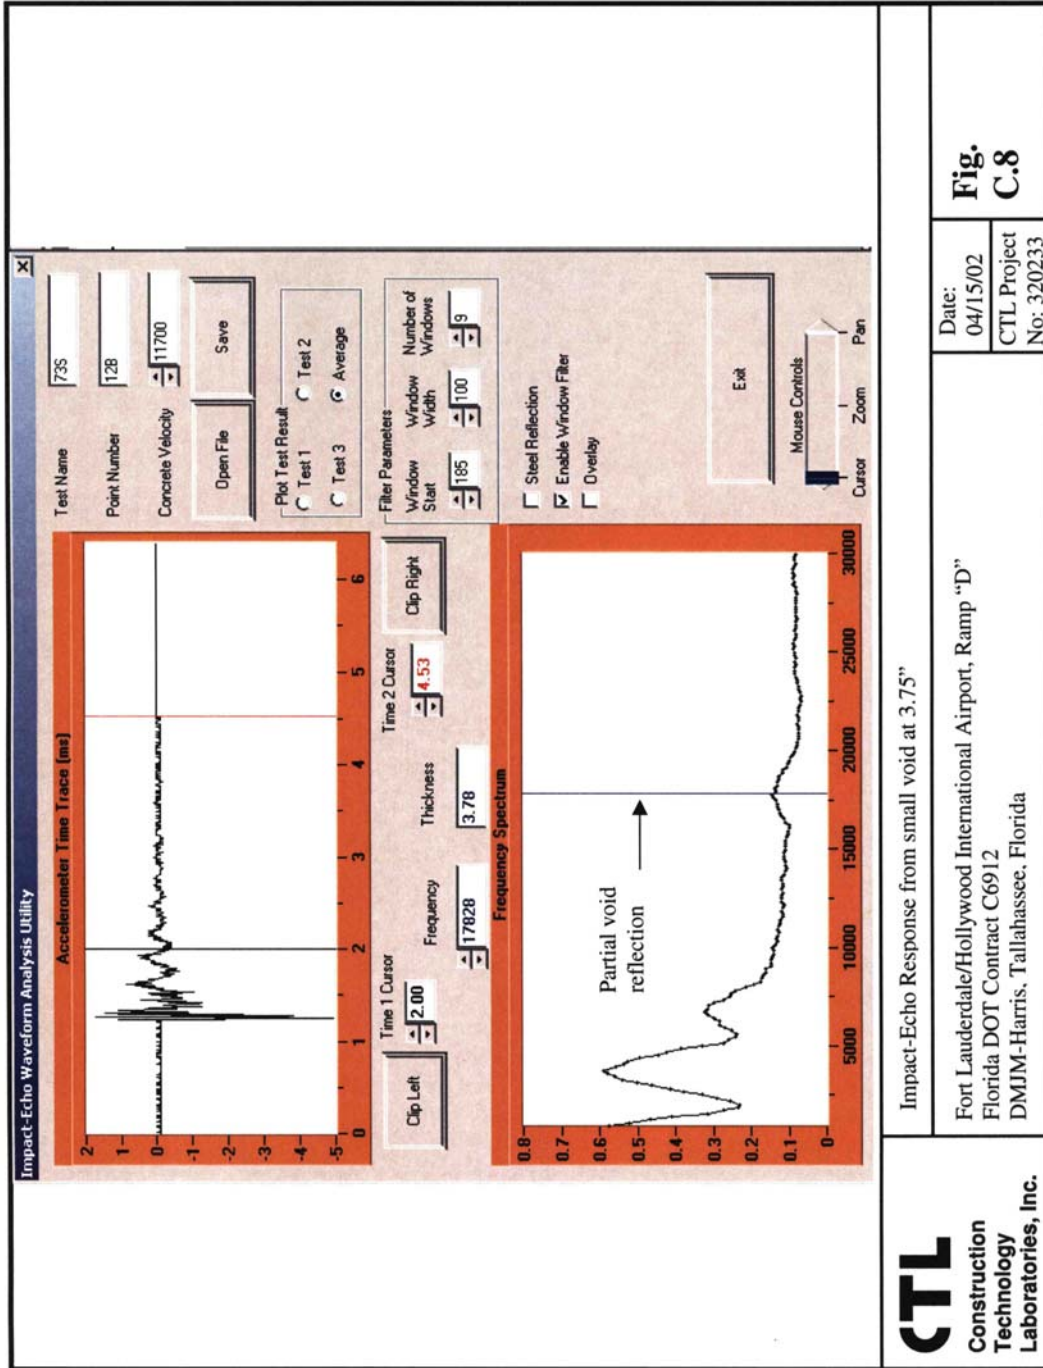 Impact-Echo Waveform Analysis Utility
Accelerometer Time Trace (ms)
2
1
0
-1
-2
-3
-4
-5
0
1
2
3
4
5
6
Test Name
73S
Point Number
12B
Concrete Velocity
11700
Open File
Save
Plot Test Result
Test 1
Test 2
Test 3
Average
Clip Left
Time 1 Cursor
2.00
Frequency
17828
Thickness
3.78
Time 2 Cursor
4.53
Clip Right
Filter Parameters
Window Start
185
Window Width
100
Number of Windows
9
Frequency Spectrum
0.8
0.7
0.6
0.5
0.4
0.3
0.2
0.1
0
5000
10000
15000
20000
25000
30000
Partial void
reflection
Steel Reflection
Enable Window Filter
Overlay
Exit
Mouse Controls
Cursor
Zoom
Pan
CTL
Construction
Technology
Laboratories, Inc.
Impact-Echo Response from small void at 3.75”
Fort Lauderdale/Hollywood International Airport, Ramp “D”
Florida DOT Contract C6912
DMJM-Harris, Tallahassee, Florida
Date:
04/15/02
CTL Project
No: 320233
Fig.
C.8